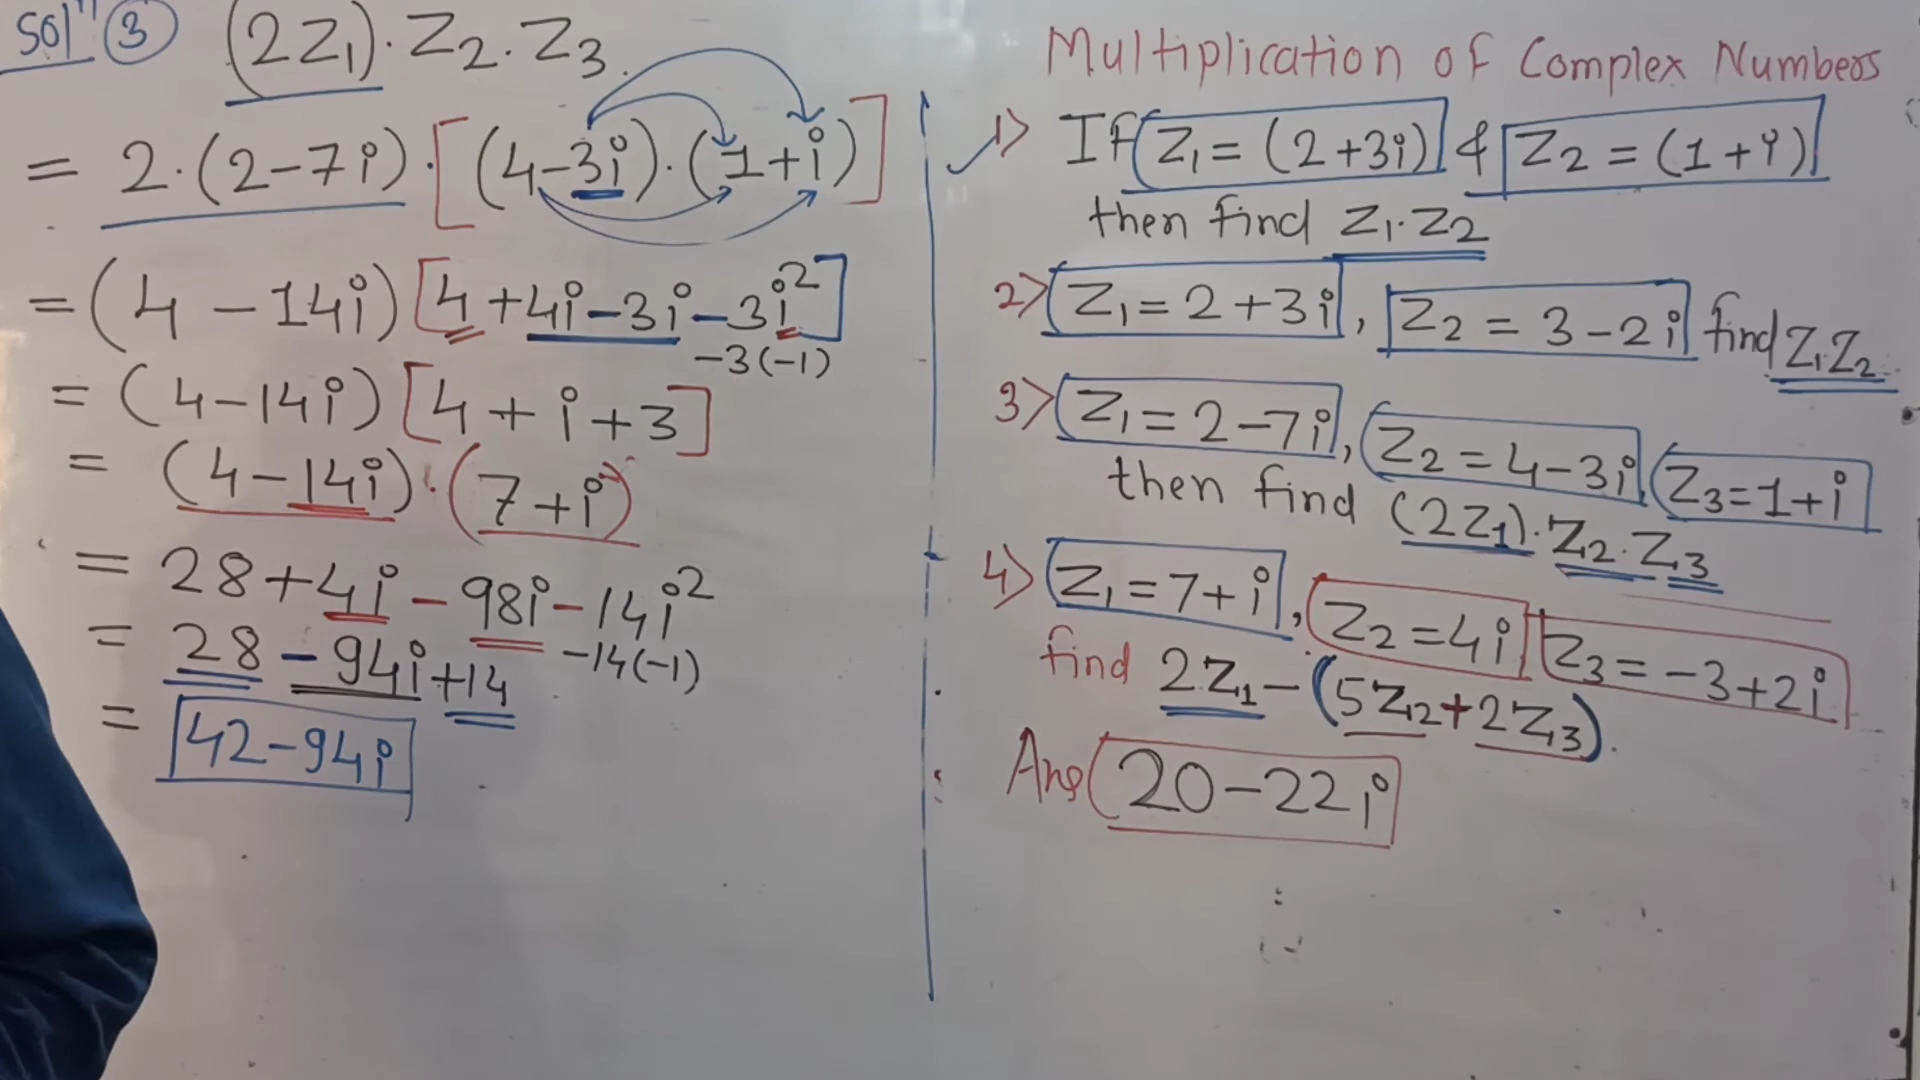 Solⁿ ③ (2Z₁)·Z₂·Z₃
= 2·(2-7i)·[(4-3i)·(1+i)]
= (4-14i)[4+4i-3i-3i²]
-3(-1)
= (4-14i)[4+i+3]
= (4-14i)·(7+i)
= 28+4i-98i-14i²
-14(-1)
= 28-94i+14
= 42-94i
Multiplication of Complex Numbers
1> If Z₁=(2+3i) & Z₂=(1+i)
then find Z₁·Z₂
2> Z₁=2+3i, Z₂=3-2i find Z₁Z₂
3> Z₁=2-7i, Z₂=4-3i, Z₃=1+i
then find (2Z₁)·Z₂·Z₃
4> Z₁=7+i, Z₂=4i, Z₃=-3+2i
find 2Z₁-(5Z₂+2Z₃).
Ans 20-22i